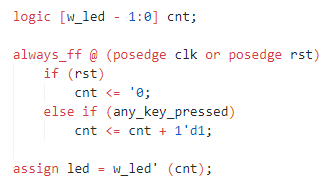 logic [w_led - 1:0] cnt;
always_ff @ (posedge clk or posedge rst)
if (rst)
cnt <= '0;
else if (any_key_pressed)
cnt <= cnt + 1'd1;
assign led = w_led' (cnt);